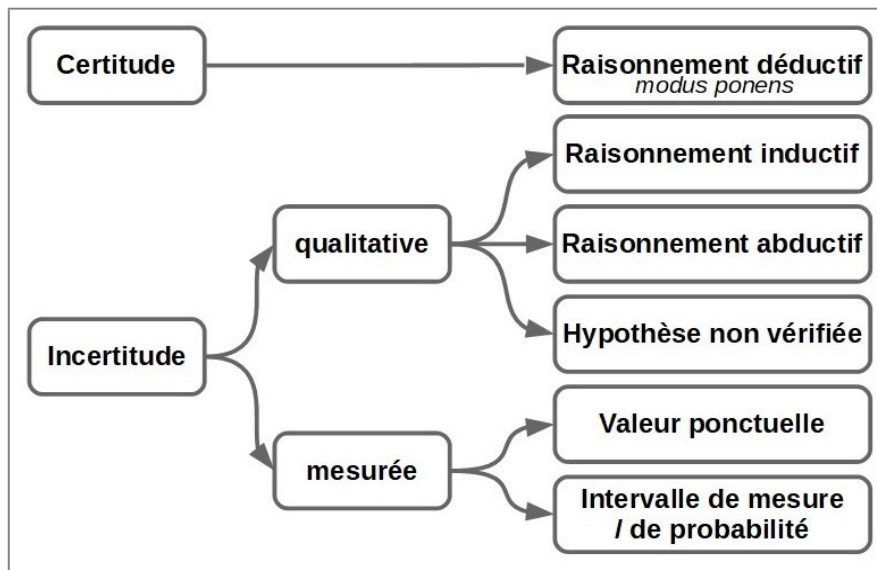 Certitude
Raisonnement déductif
modus ponens
Raisonnement inductif
qualitative
Raisonnement abductif
Hypothèse non vérifiée
Incertitude
Valeur ponctuelle
mesurée
Intervalle de mesure
/ de probabilité